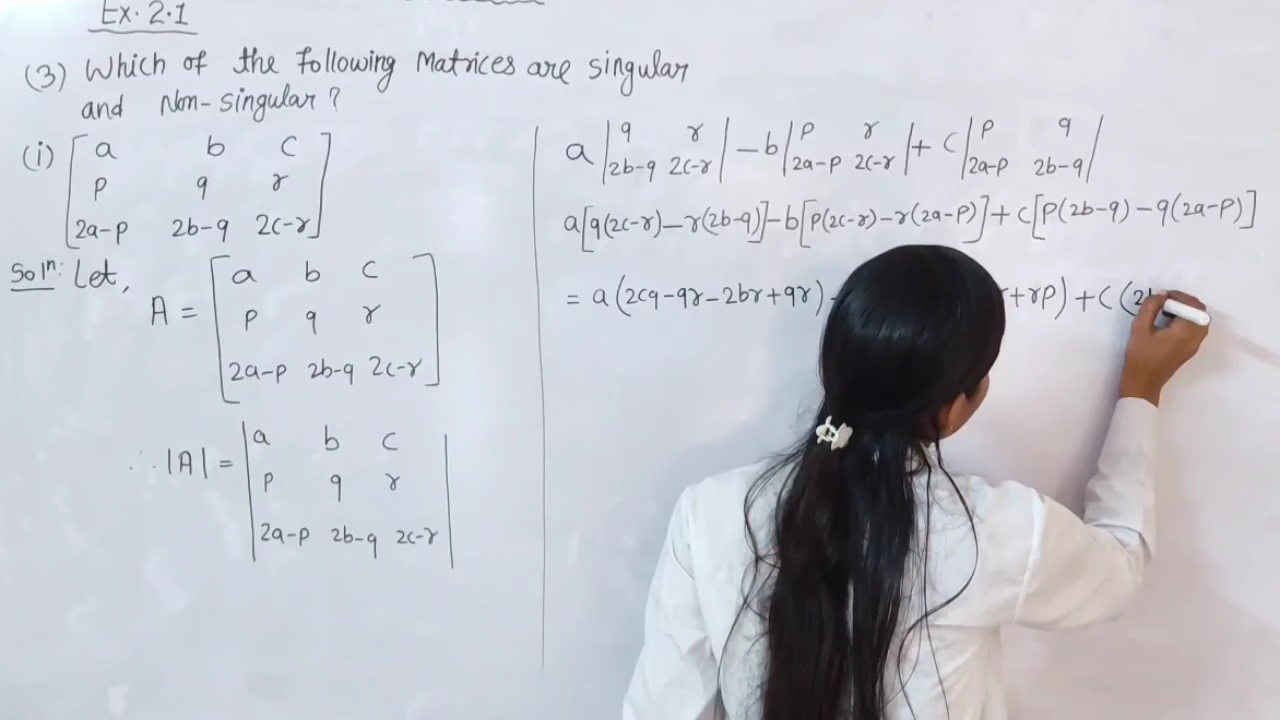 Ex. 2.1
(3) Which of the following Matrices are singular
and Non-singular?
(i) [a b c
p q r
2a-p 2b-q 2c-r]
Solⁿ: Let,
A = [a b c
p q r
2a-p 2b-q 2c-r]
∴ |A| = |a b c
p q r
2a-p 2b-q 2c-r|
a |q r
2b-q 2c-r| - b |p r
2a-p 2c-r| + c |p q
2a-p 2b-q|
a[q(2c-r)-r(2b-q)]-b[p(2c-r)-r(2a-p)]+c[p(2b-q)-q(2a-p)]
= a(2cq-qr-2br+qr) +rp)+c(2